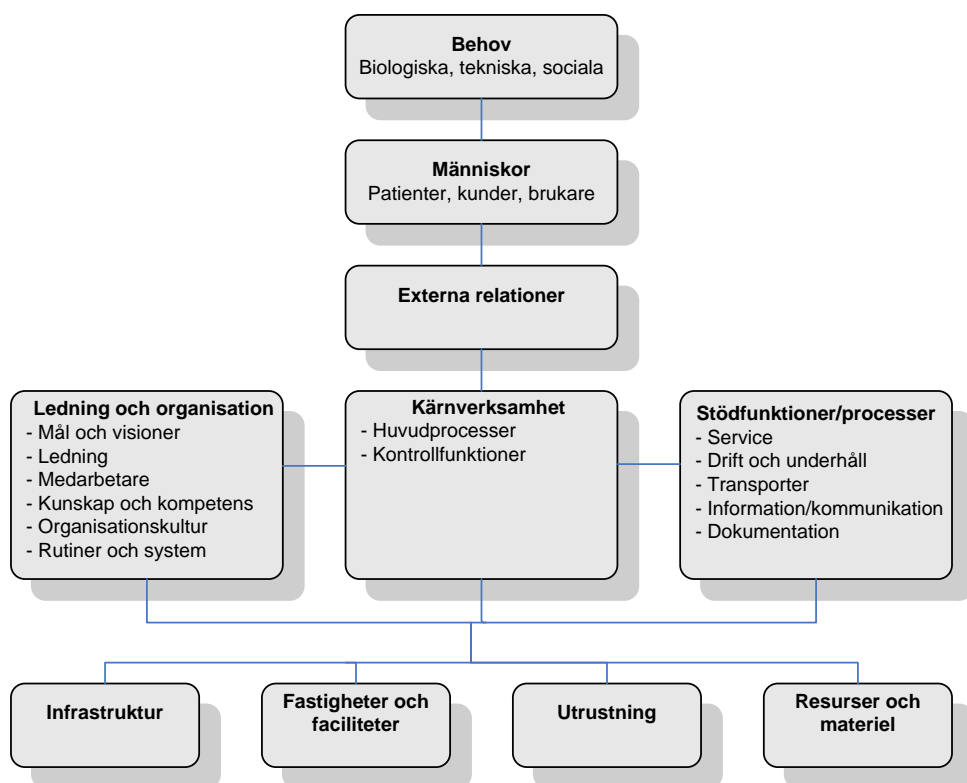 Behov
Biologiska, tekniska, sociala
Människor
Patienter, kunder, brukare
Externa relationer
Ledning och organisation
- Mål och visioner
- Ledning
- Medarbetare
- Kunskap och kompetens
- Organisationskultur
- Rutiner och system
Kärnverksamhet
- Huvudprocesser
- Kontrollfunktioner
Stödfunktioner/processer
- Service
- Drift och underhåll
- Transporter
- Information/kommunikation
- Dokumentation
Infrastruktur
Fastigheter och
faciliteter
Utrustning
Resurser och
materiel